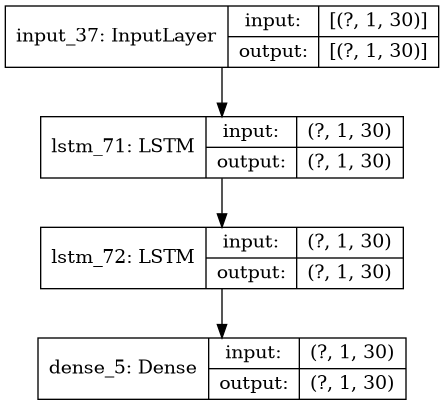 input_37: InputLayer
input:
[(?, 1, 30)]
output:
[(?, 1, 30)]
lstm_71: LSTM
input:
(?, 1, 30)
output:
(?, 1, 30)
lstm_72: LSTM
input:
(?, 1, 30)
output:
(?, 1, 30)
dense_5: Dense
input:
(?, 1, 30)
output:
(?, 1, 30)